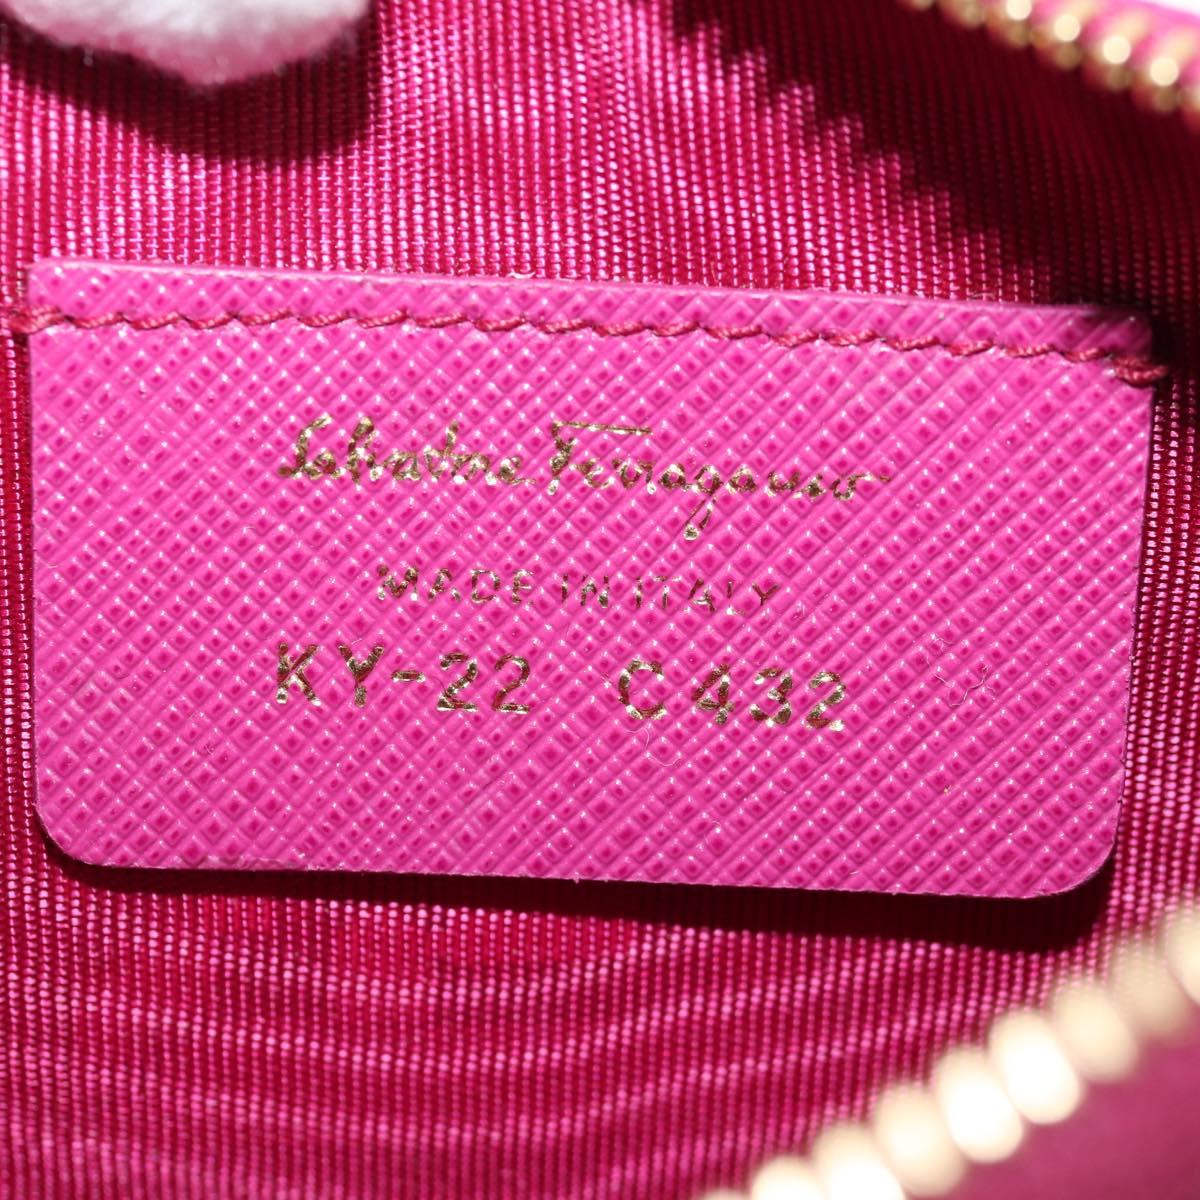 Salvatore Ferragamo
MADE IN ITALY
KY-22 C432